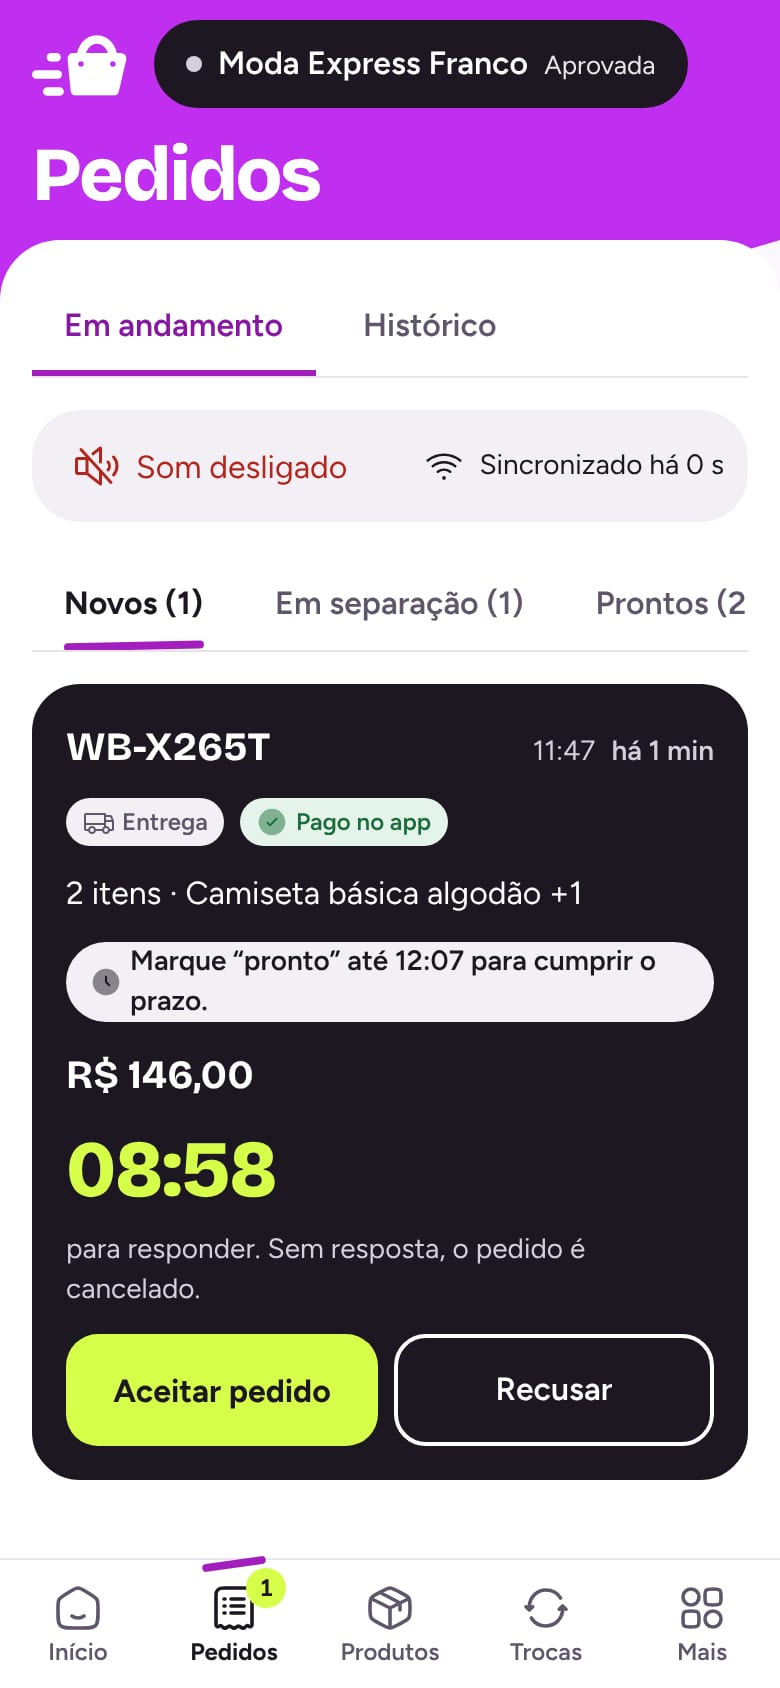 Moda Express Franco Aprovada
Pedidos
Em andamento Histórico
Som desligado Sincronizado há 0 s
Novos (1) Em separação (1) Prontos (2
WB-X265T 11:47 há 1 min
Entrega Pago no app
2 itens · Camiseta básica algodão +1
Marque “pronto” até 12:07 para cumprir o
prazo.
R$ 146,00
08:58
para responder. Sem resposta, o pedido é
cancelado.
Aceitar pedido Recusar
1
Início Pedidos Produtos Trocas Mais